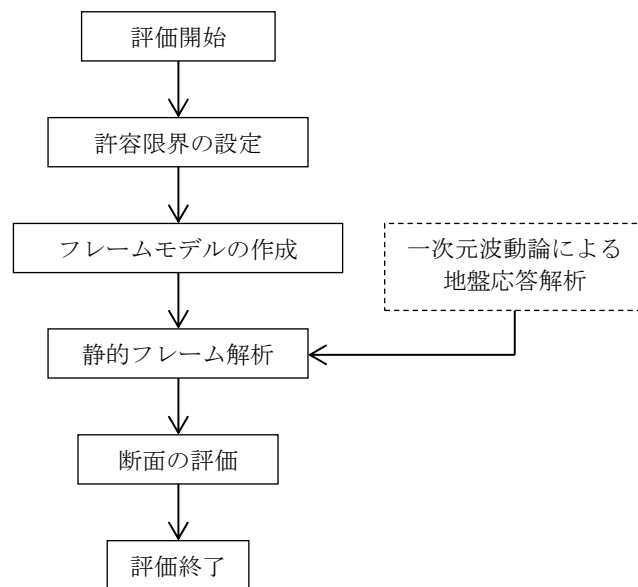 評価開始
許容限界の設定
フレームモデルの作成
一次元波動論による
地盤応答解析
静的フレーム解析
断面の評価
評価終了